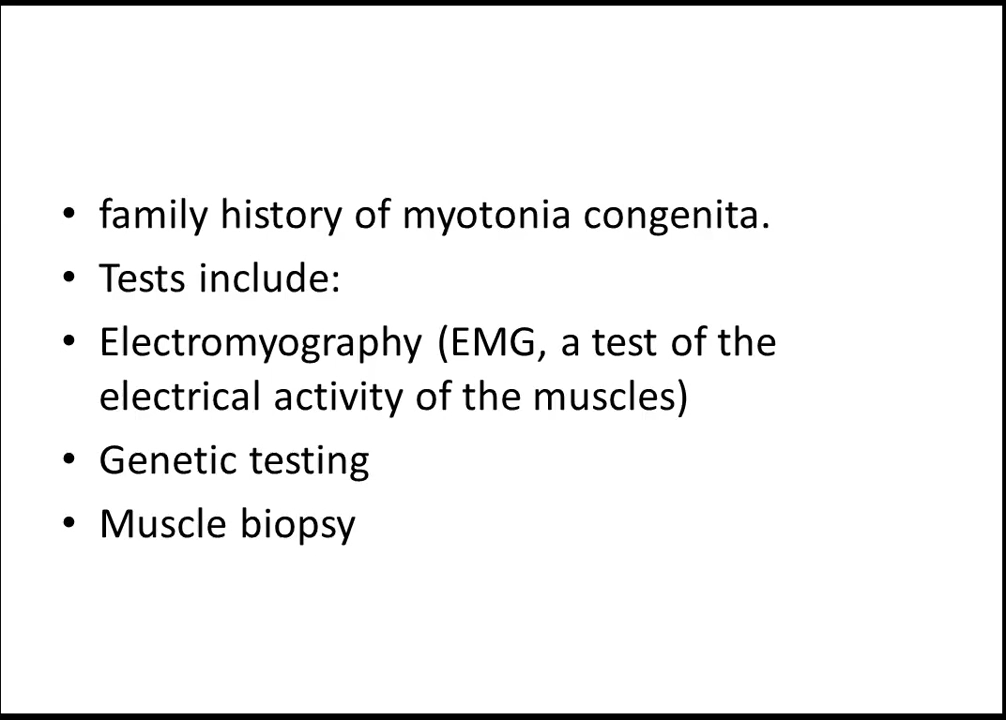 • family history of myotonia congenita.
• Tests include:
• Electromyography (EMG, a test of the
electrical activity of the muscles)
• Genetic testing
• Muscle biopsy